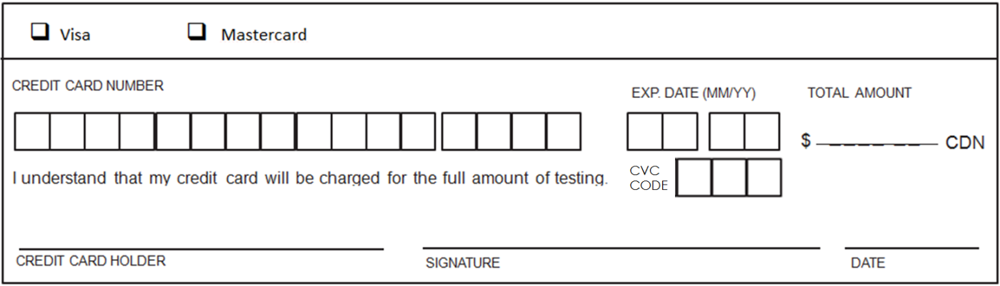 ❑ Visa ❑ Mastercard
CREDIT CARD NUMBER
EXP. DATE (MM/YY) TOTAL AMOUNT
$ CDN
I understand that my credit card will be charged for the full amount of testing.
CVC
CODE
CREDIT CARD HOLDER SIGNATURE DATE